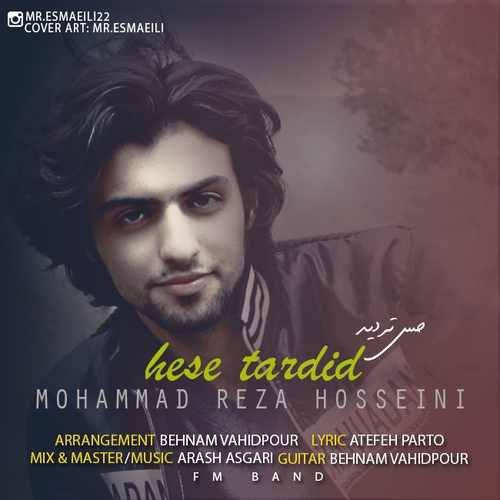 MR.ESMAEILI22
COVER ART: MR.ESMAEILI
حس تردید
hese tardid
MOHAMMAD REZA HOSSEINI
ARRANGEMENT BEHNAM VAHIDPOUR LYRIC ATEFEH PARTO
MIX & MASTER/MUSIC ARASH ASGARI GUITAR BEHNAM VAHIDPOUR
FM BAND